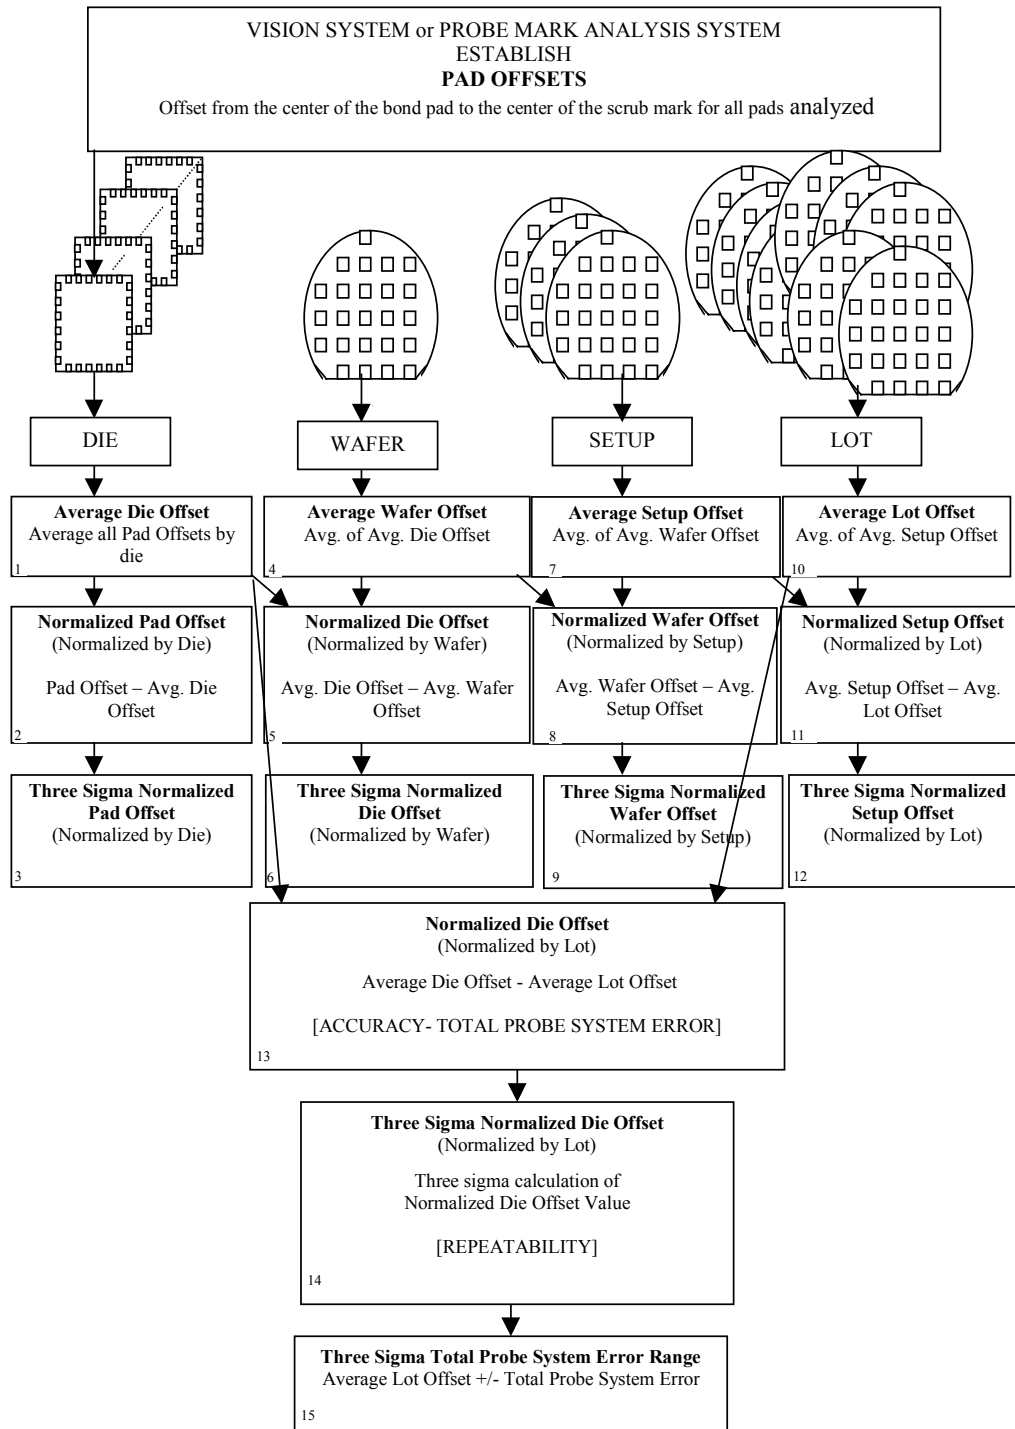 VISION SYSTEM or PROBE MARK ANALYSIS SYSTEM
ESTABLISH
PAD OFFSETS
Offset from the center of the bond pad to the center of the scrub mark for all pads analyzed
DIE
WAFER
SETUP
LOT
Average Die Offset
Average all Pad Offsets by
die
1
Average Wafer Offset
Avg. of Avg. Die Offset
4
Average Setup Offset
Avg. of Avg. Wafer Offset
7
Average Lot Offset
Avg. of Avg. Setup Offset
10
Normalized Pad Offset
(Normalized by Die)
Pad Offset – Avg. Die
Offset
2
Normalized Die Offset
(Normalized by Wafer)
Avg. Die Offset – Avg. Wafer
Offset
5
Normalized Wafer Offset
(Normalized by Setup)
Avg. Wafer Offset – Avg.
Setup Offset
8
Normalized Setup Offset
(Normalized by Lot)
Avg. Setup Offset – Avg.
Lot Offset
11
Three Sigma Normalized
Pad Offset
(Normalized by Die)
3
Three Sigma Normalized
Die Offset
(Normalized by Wafer)
6
Three Sigma Normalized
Wafer Offset
(Normalized by Setup)
9
Three Sigma Normalized
Setup Offset
(Normalized by Lot)
12
Normalized Die Offset
(Normalized by Lot)
Average Die Offset - Average Lot Offset
[ACCURACY- TOTAL PROBE SYSTEM ERROR]
13
Three Sigma Normalized Die Offset
(Normalized by Lot)
Three sigma calculation of
Normalized Die Offset Value
[REPEATABILITY]
14
Three Sigma Total Probe System Error Range
Average Lot Offset +/- Total Probe System Error
15